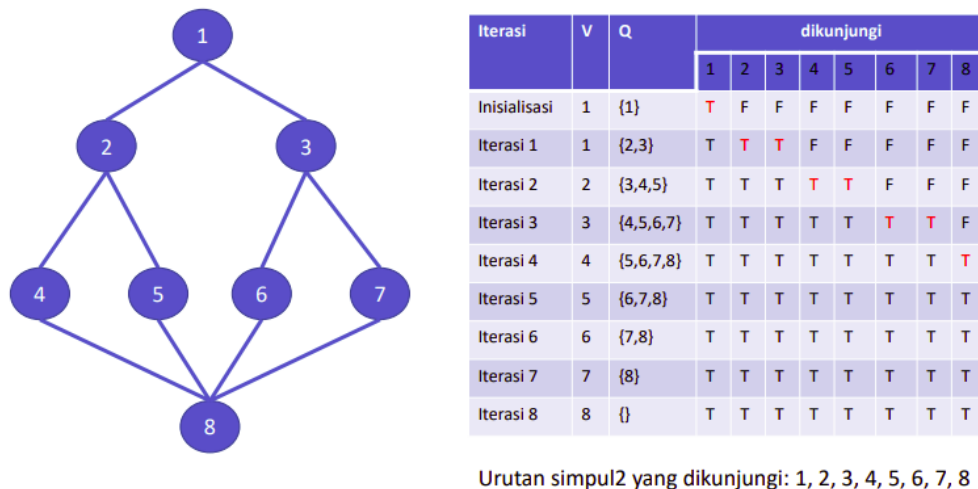 1
2 3
4 5 6 7
8
Iterasi V Q dikunjungi
1 2 3 4 5 6 7 8
Inisialisasi 1 {1} T F F F F F F F
Iterasi 1 1 {2,3} T T T F F F F F
Iterasi 2 2 {3,4,5} T T T T T F F F
Iterasi 3 3 {4,5,6,7} T T T T T T T F
Iterasi 4 4 {5,6,7,8} T T T T T T T T
Iterasi 5 5 {6,7,8} T T T T T T T T
Iterasi 6 6 {7,8} T T T T T T T T
Iterasi 7 7 {8} T T T T T T T T
Iterasi 8 8 {} T T T T T T T T
Urutan simpul2 yang dikunjungi: 1, 2, 3, 4, 5, 6, 7, 8